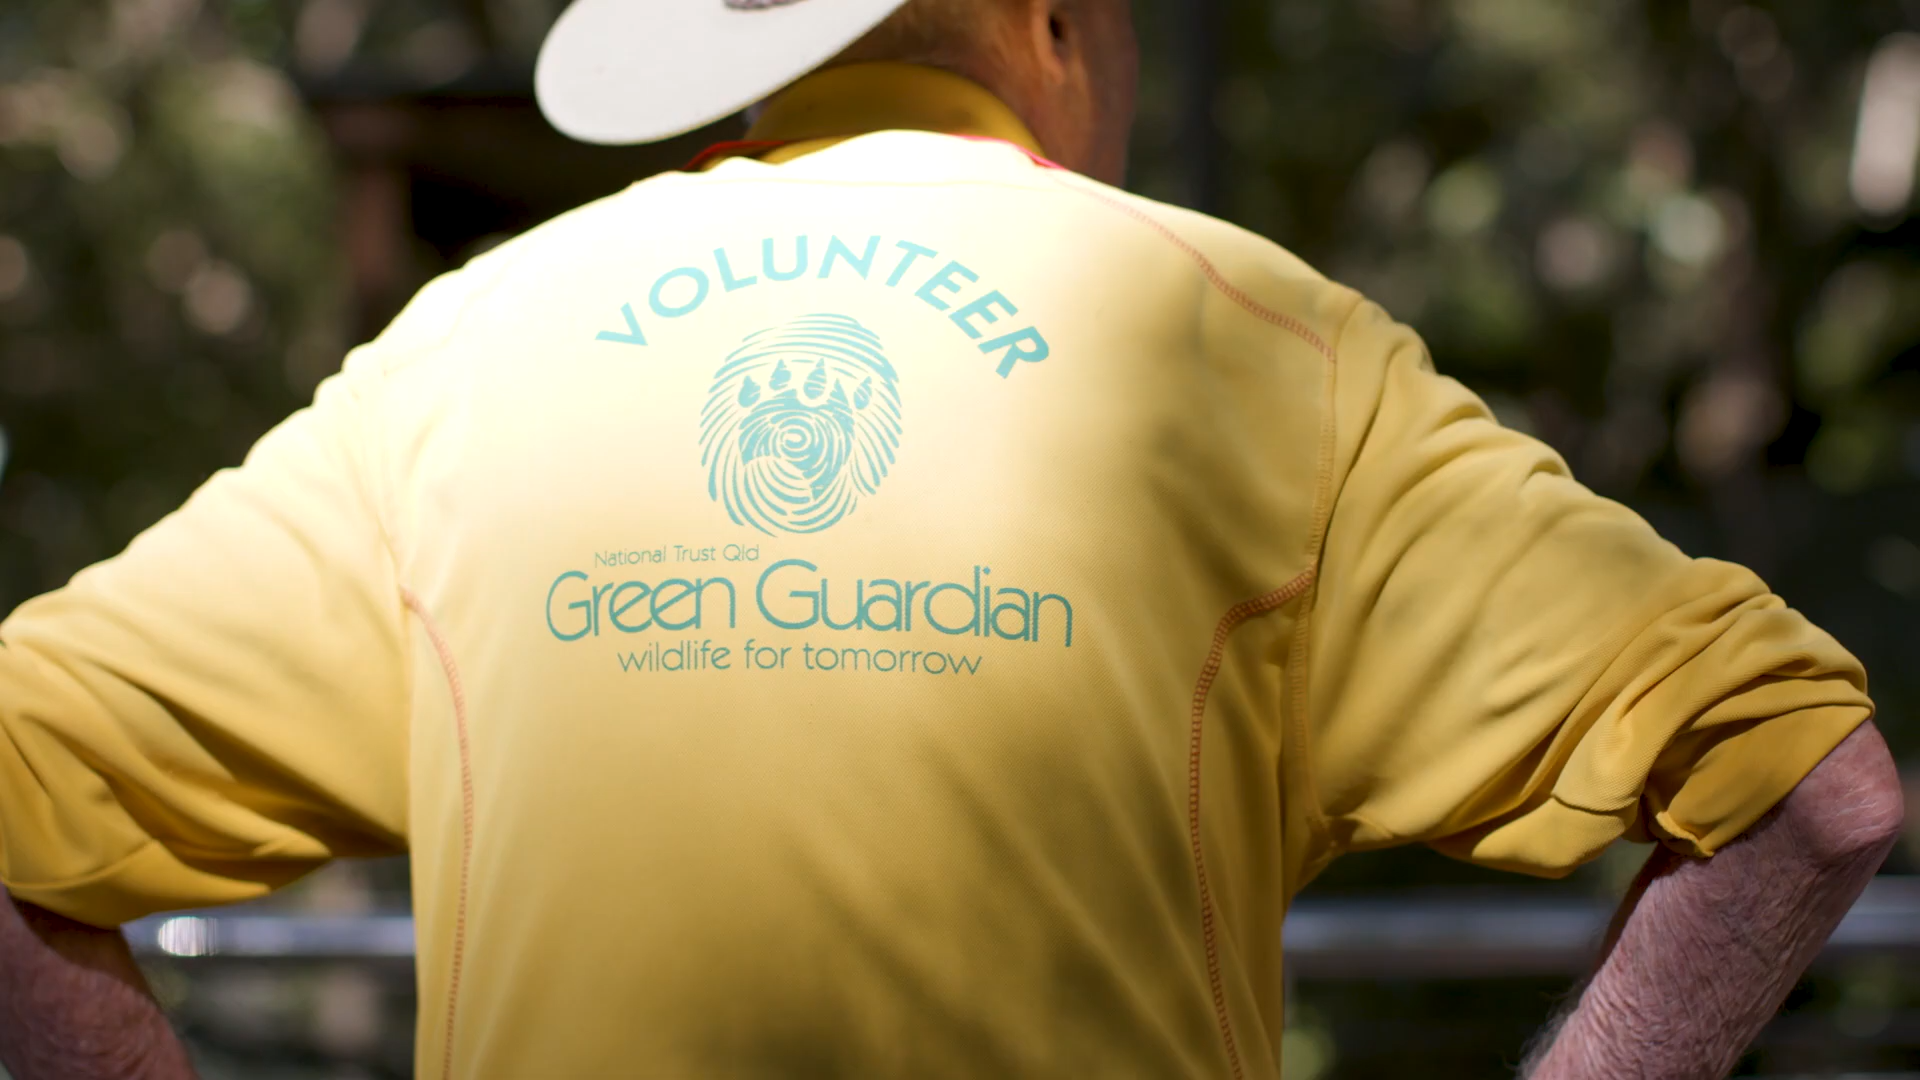 VOLUNTEER
National Trust Qld
Green Guardian
wildlife for tomorrow